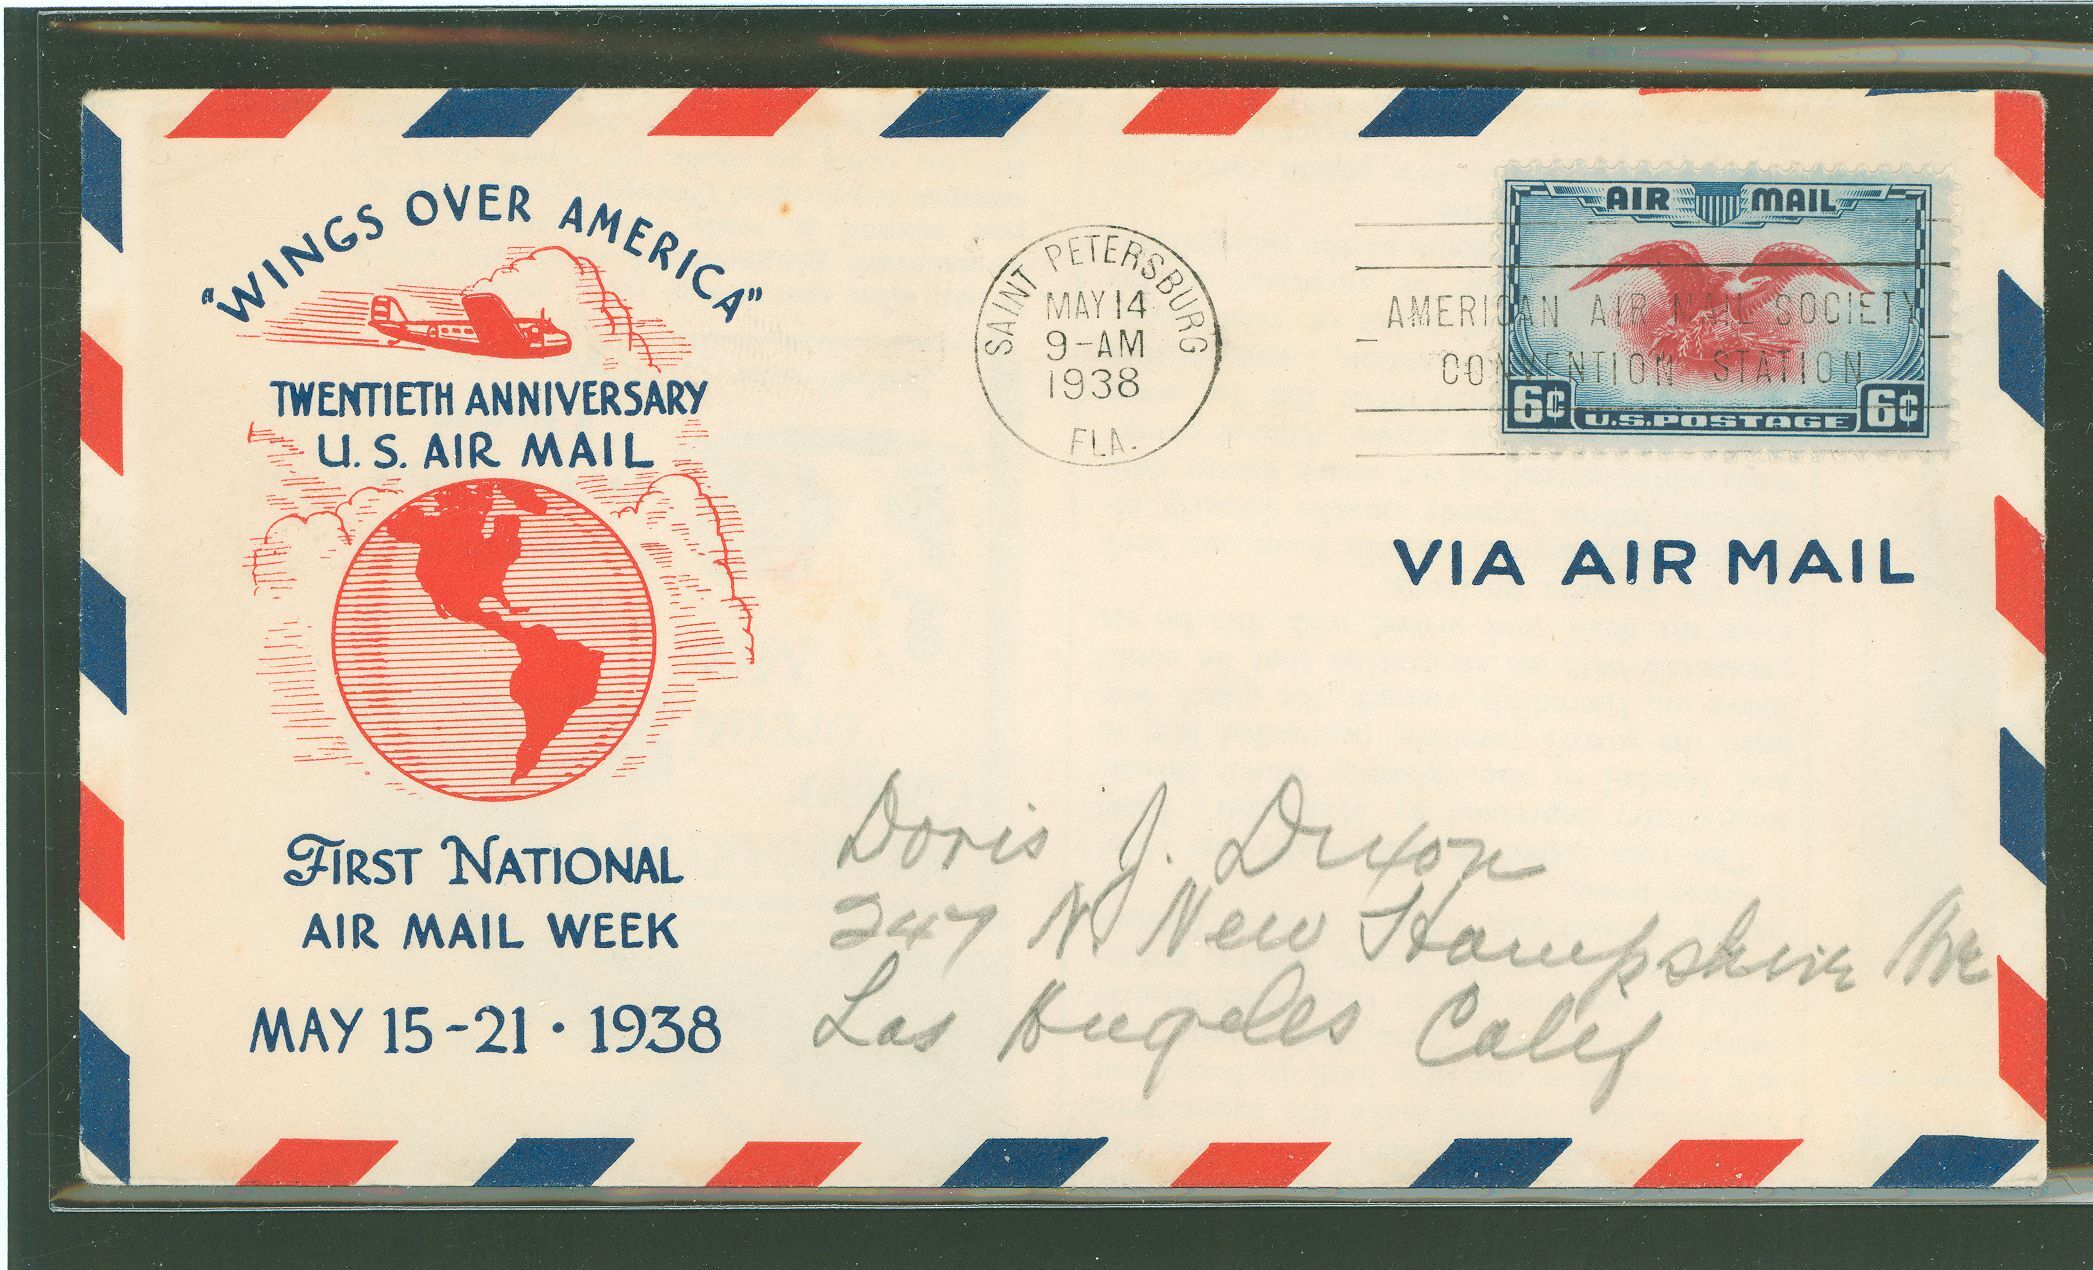 "WINGS OVER AMERICA"
TWENTIETH ANNIVERSARY
U.S. AIR MAIL
FIRST NATIONAL
AIR MAIL WEEK
MAY 15-21 · 1938
SAINT PETERSBURG
MAY 14
9-AM
1938
FLA.
AIR MAIL
AMERICAN AIR MAIL SOCIETY
CONVENTION STATION
6¢ U.S. POSTAGE 6¢
VIA AIR MAIL
Doris J. Dixon
247 N. New Hampshire Ave
Los Angeles Calif